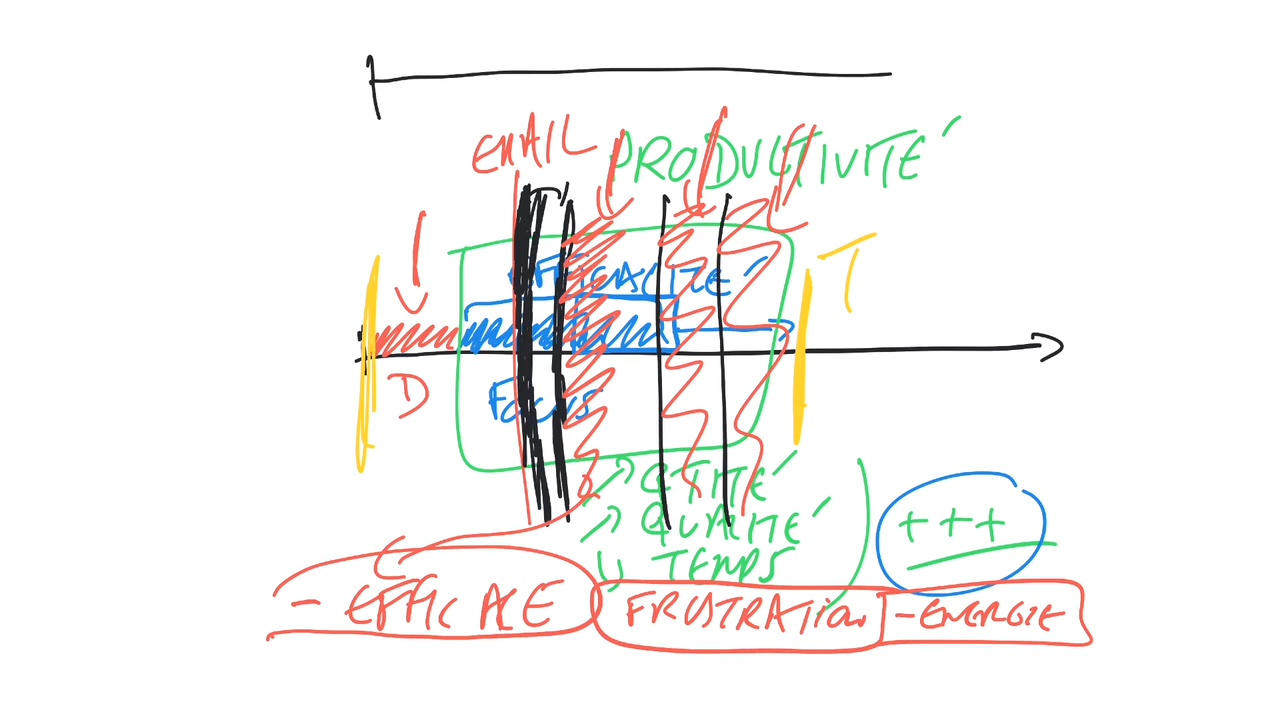 EMAIL PRODUCTIVITÉ
T
EFFICACITÉ
D
FOCUS
↗ QTITÉ
↗ QUALITÉ
↘ TEMPS
+ + +
- EFFICACE FRUSTRATION - ENERGIE